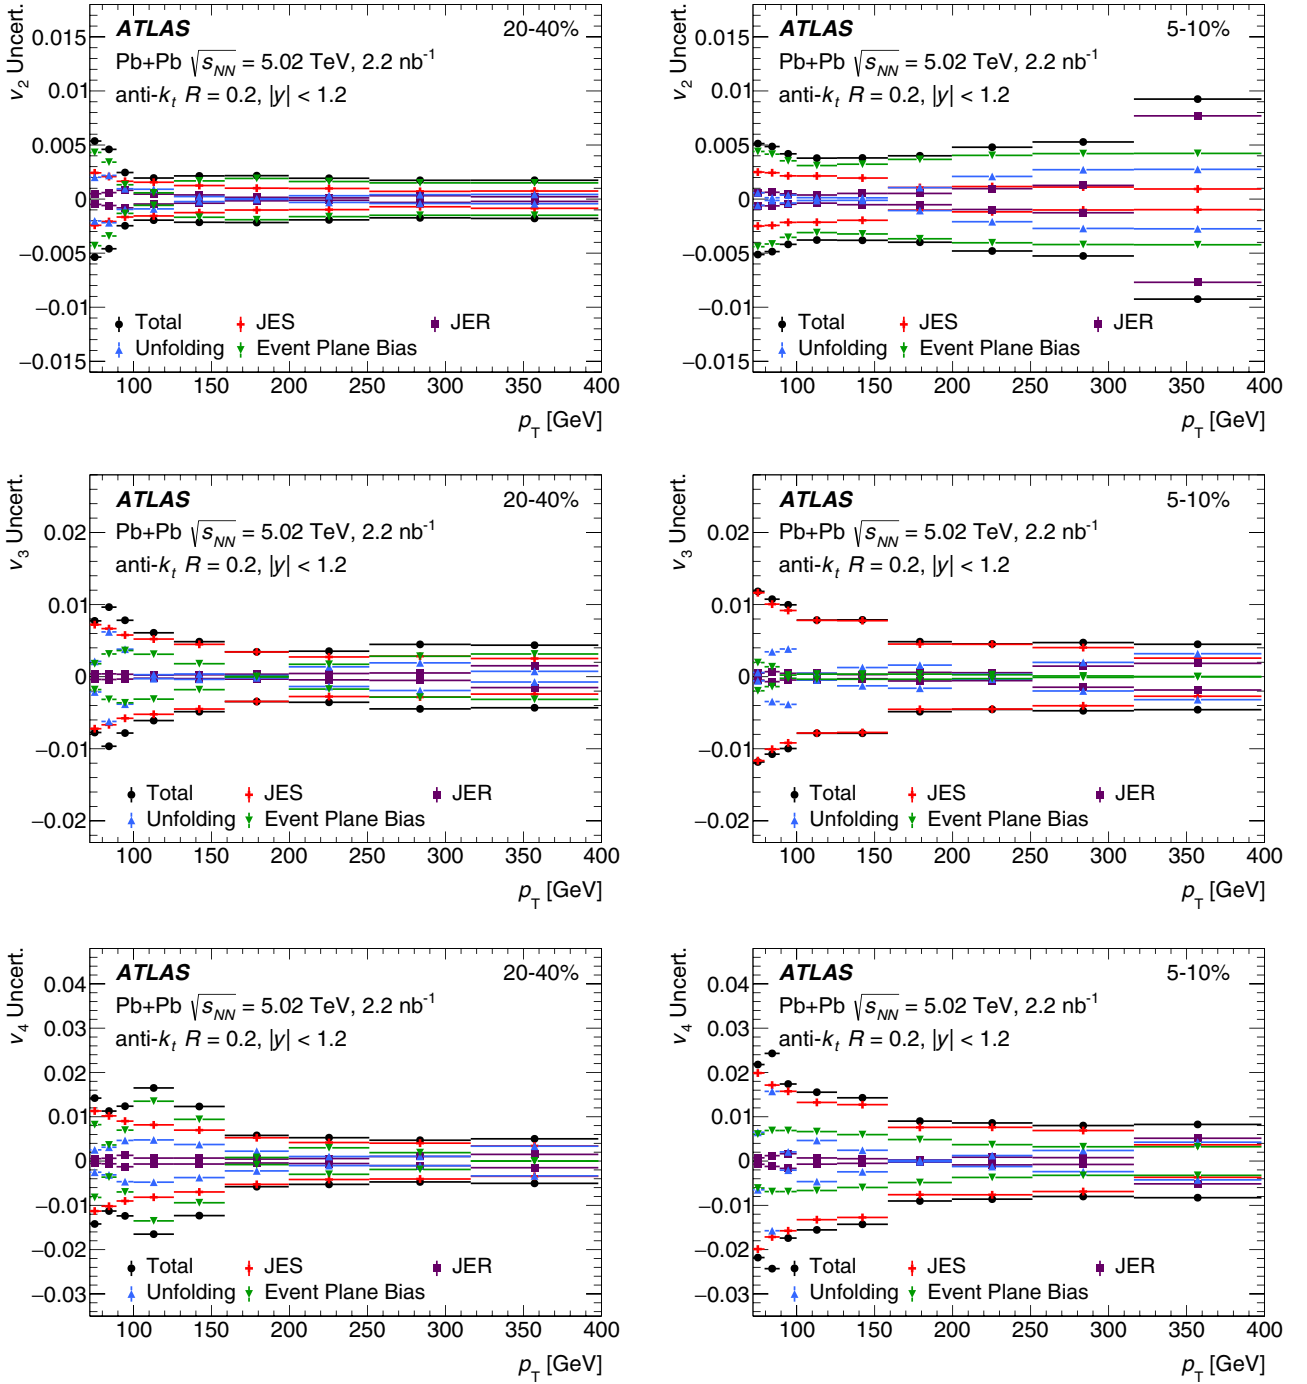 v2 Uncert.
ATLAS 20-40%
Pb+Pb √sNN = 5.02 TeV, 2.2 nb-1
anti-kt R = 0.2, |y| < 1.2
0.015
0.01
0.005
0
−0.005
−0.01
−0.015
Total JES JER
Unfolding Event Plane Bias
100 150 200 250 300 350 400
pT [GeV]
v2 Uncert.
ATLAS 5-10%
Pb+Pb √sNN = 5.02 TeV, 2.2 nb-1
anti-kt R = 0.2, |y| < 1.2
0.015
0.01
0.005
0
−0.005
−0.01
−0.015
Total JES JER
Unfolding Event Plane Bias
100 150 200 250 300 350 400
pT [GeV]
v3 Uncert.
ATLAS 20-40%
Pb+Pb √sNN = 5.02 TeV, 2.2 nb-1
anti-kt R = 0.2, |y| < 1.2
0.02
0.01
0
−0.01
−0.02
Total JES JER
Unfolding Event Plane Bias
100 150 200 250 300 350 400
pT [GeV]
v3 Uncert.
ATLAS 5-10%
Pb+Pb √sNN = 5.02 TeV, 2.2 nb-1
anti-kt R = 0.2, |y| < 1.2
0.02
0.01
0
−0.01
−0.02
Total JES JER
Unfolding Event Plane Bias
100 150 200 250 300 350 400
pT [GeV]
v4 Uncert.
ATLAS 20-40%
Pb+Pb √sNN = 5.02 TeV, 2.2 nb-1
anti-kt R = 0.2, |y| < 1.2
0.04
0.03
0.02
0.01
0
−0.01
−0.02
−0.03
Total JES JER
Unfolding Event Plane Bias
100 150 200 250 300 350 400
pT [GeV]
v4 Uncert.
ATLAS 5-10%
Pb+Pb √sNN = 5.02 TeV, 2.2 nb-1
anti-kt R = 0.2, |y| < 1.2
0.04
0.03
0.02
0.01
0
−0.01
−0.02
−0.03
Total JES JER
Unfolding Event Plane Bias
100 150 200 250 300 350 400
pT [GeV]